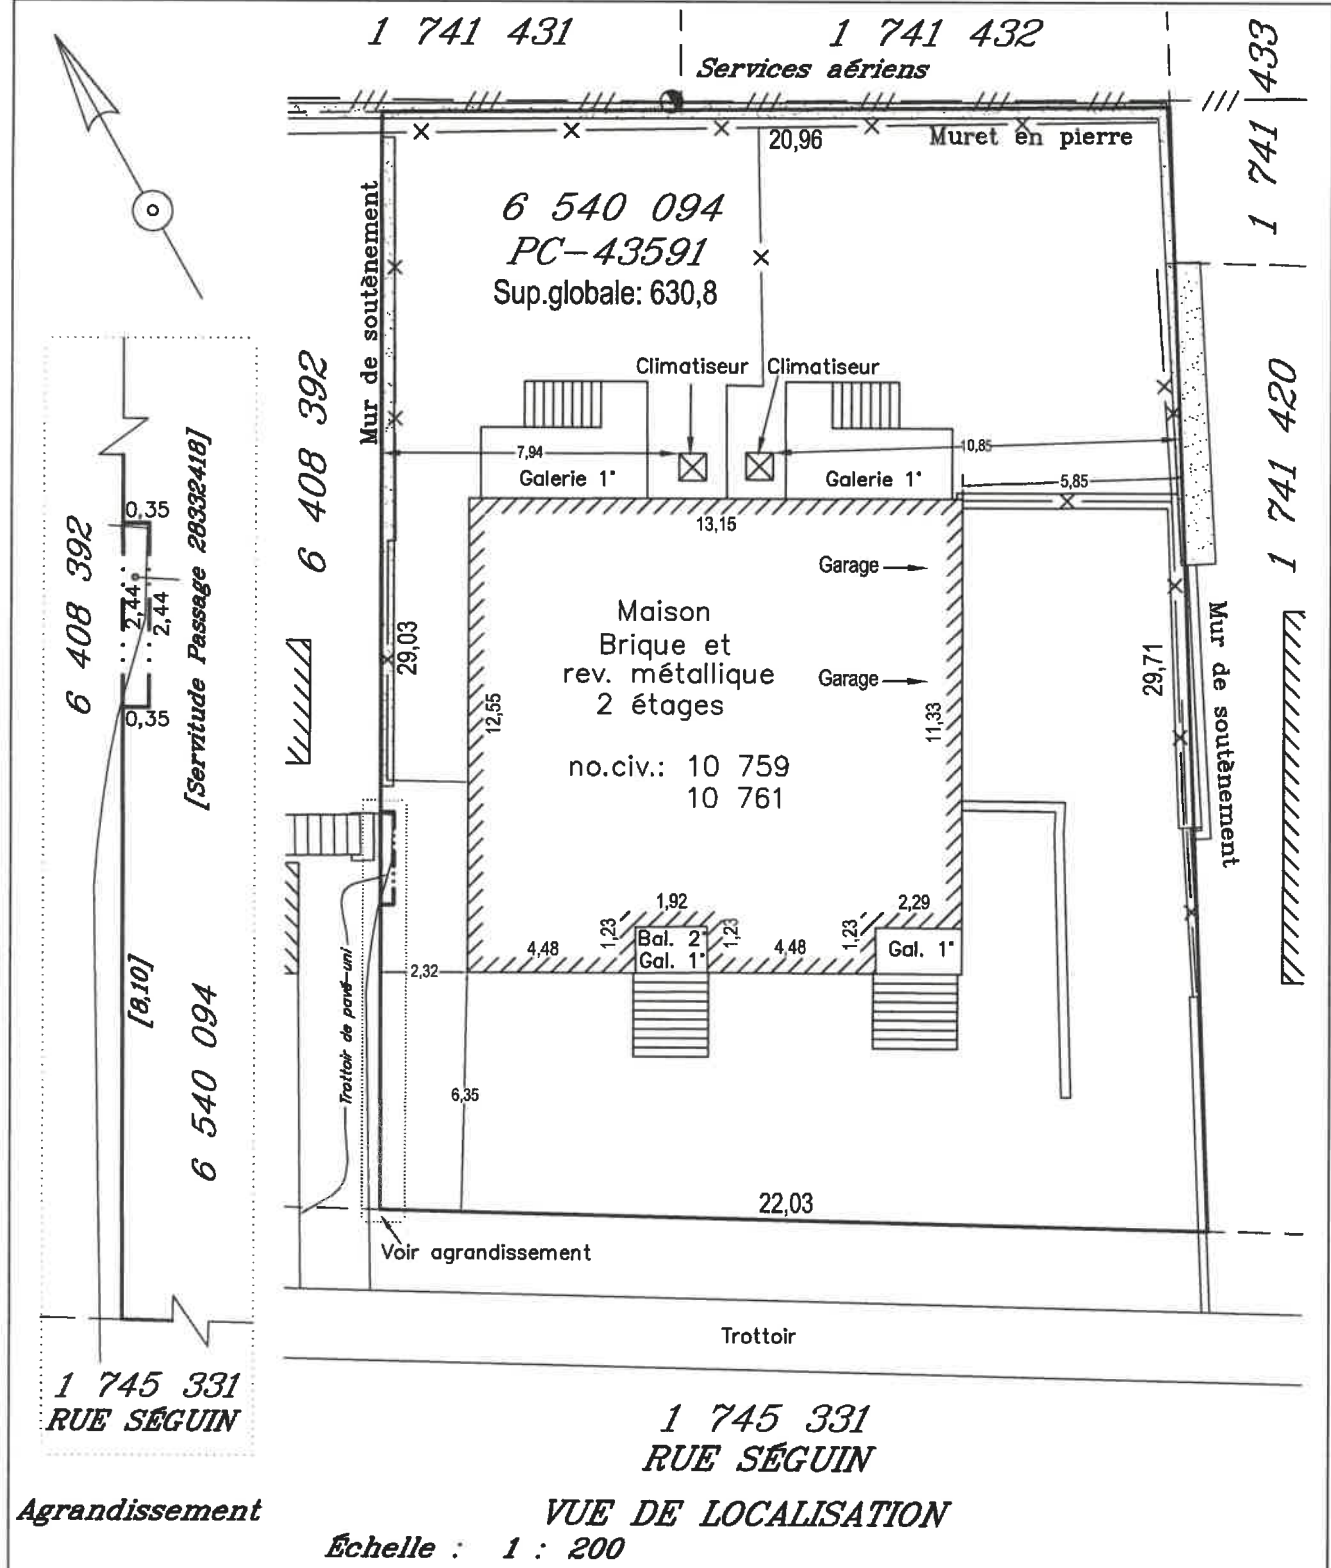 1 741 431
1 741 432
1 741 433
Services aériens
20,96
Muret en pierre
6 540 094
PC-43591
Sup.globale: 630,8
Mur de soutènement
6 408 392
Climatiseur
Climatiseur
7,94
10,85
Galerie 1°
Galerie 1°
5,85
1 741 420
13,15
Garage
Garage
Maison
Brique et
rev. métallique
2 étages
no.civ.: 10 759
10 761
29,03
12,55
11,33
29,71
Mur de soutènement
1,92
1,23
1,23
Bal. 2°
Gal. 1°
4,48
4,48
1,23
2,29
Gal. 1°
2,32
Trottoir de pavé-uni
6,35
22,03
Voir agrandissement
Trottoir
1 745 331
RUE SÉGUIN
VUE DE LOCALISATION
Échelle : 1 : 200
0,35
6 408 392
2,44
2,44
[Servitude Passage 28332418]
0,35
[8,10]
6 540 094
1 745 331
RUE SÉGUIN
Agrandissement